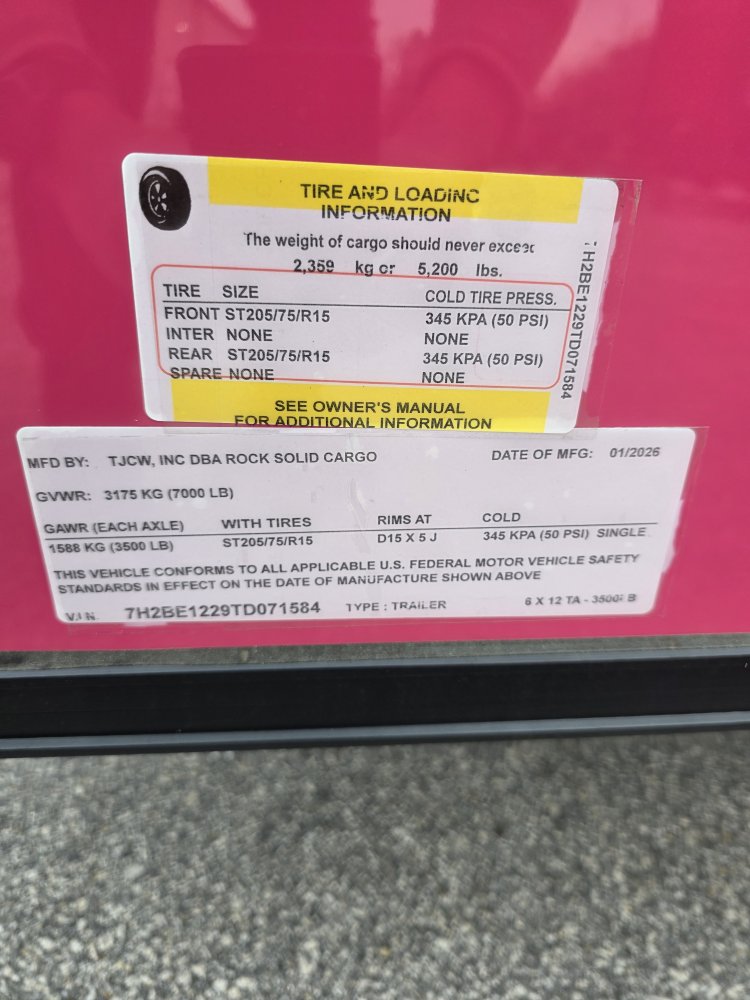 TIRE AND LOADING
INFORMATION
The weight of cargo should never exceed
2,359 kg or 5,200 lbs.
TIRE SIZE COLD TIRE PRESS.
FRONT ST205/75/R15 345 KPA (50 PSI)
INTER NONE NONE
REAR ST205/75/R15 345 KPA (50 PSI)
SPARE NONE NONE
SEE OWNER'S MANUAL
FOR ADDITIONAL INFORMATION
7H2BE1229TD071584
MFD BY: TJCW, INC DBA ROCK SOLID CARGO DATE OF MFG: 01/2026
GVWR: 3175 KG (7000 LB)
GAWR (EACH AXLE) WITH TIRES RIMS AT COLD
1588 KG (3500 LB) ST205/75/R15 D15 X 5 J 345 KPA (50 PSI) SINGLE
THIS VEHICLE CONFORMS TO ALL APPLICABLE U.S. FEDERAL MOTOR VEHICLE SAFETY
STANDARDS IN EFFECT ON THE DATE OF MANUFACTURE SHOWN ABOVE
V.I.N. 7H2BE1229TD071584 TYPE : TRAILER 6 X 12 TA - 3500LB